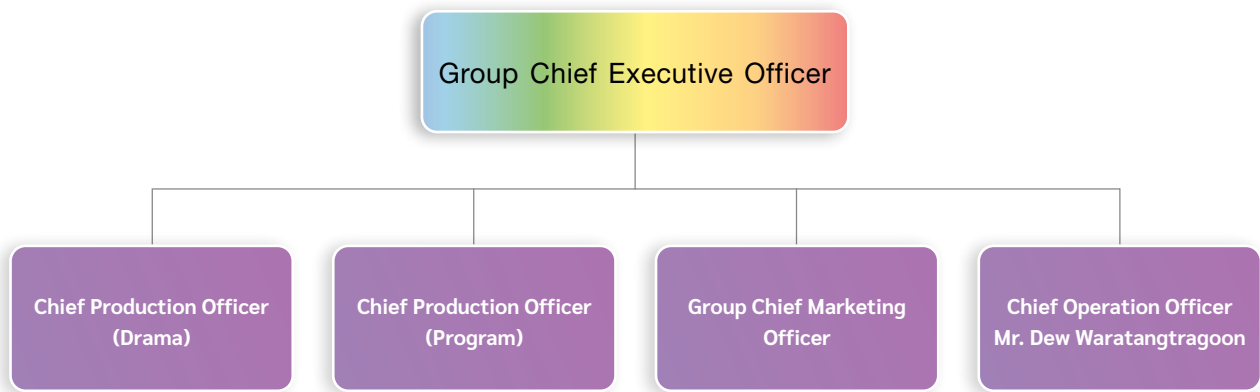 Group Chief Executive Officer
Chief Production Officer
(Drama)
Chief Production Officer
(Program)
Group Chief Marketing
Officer
Chief Operation Officer
Mr. Dew Waratangtragoon